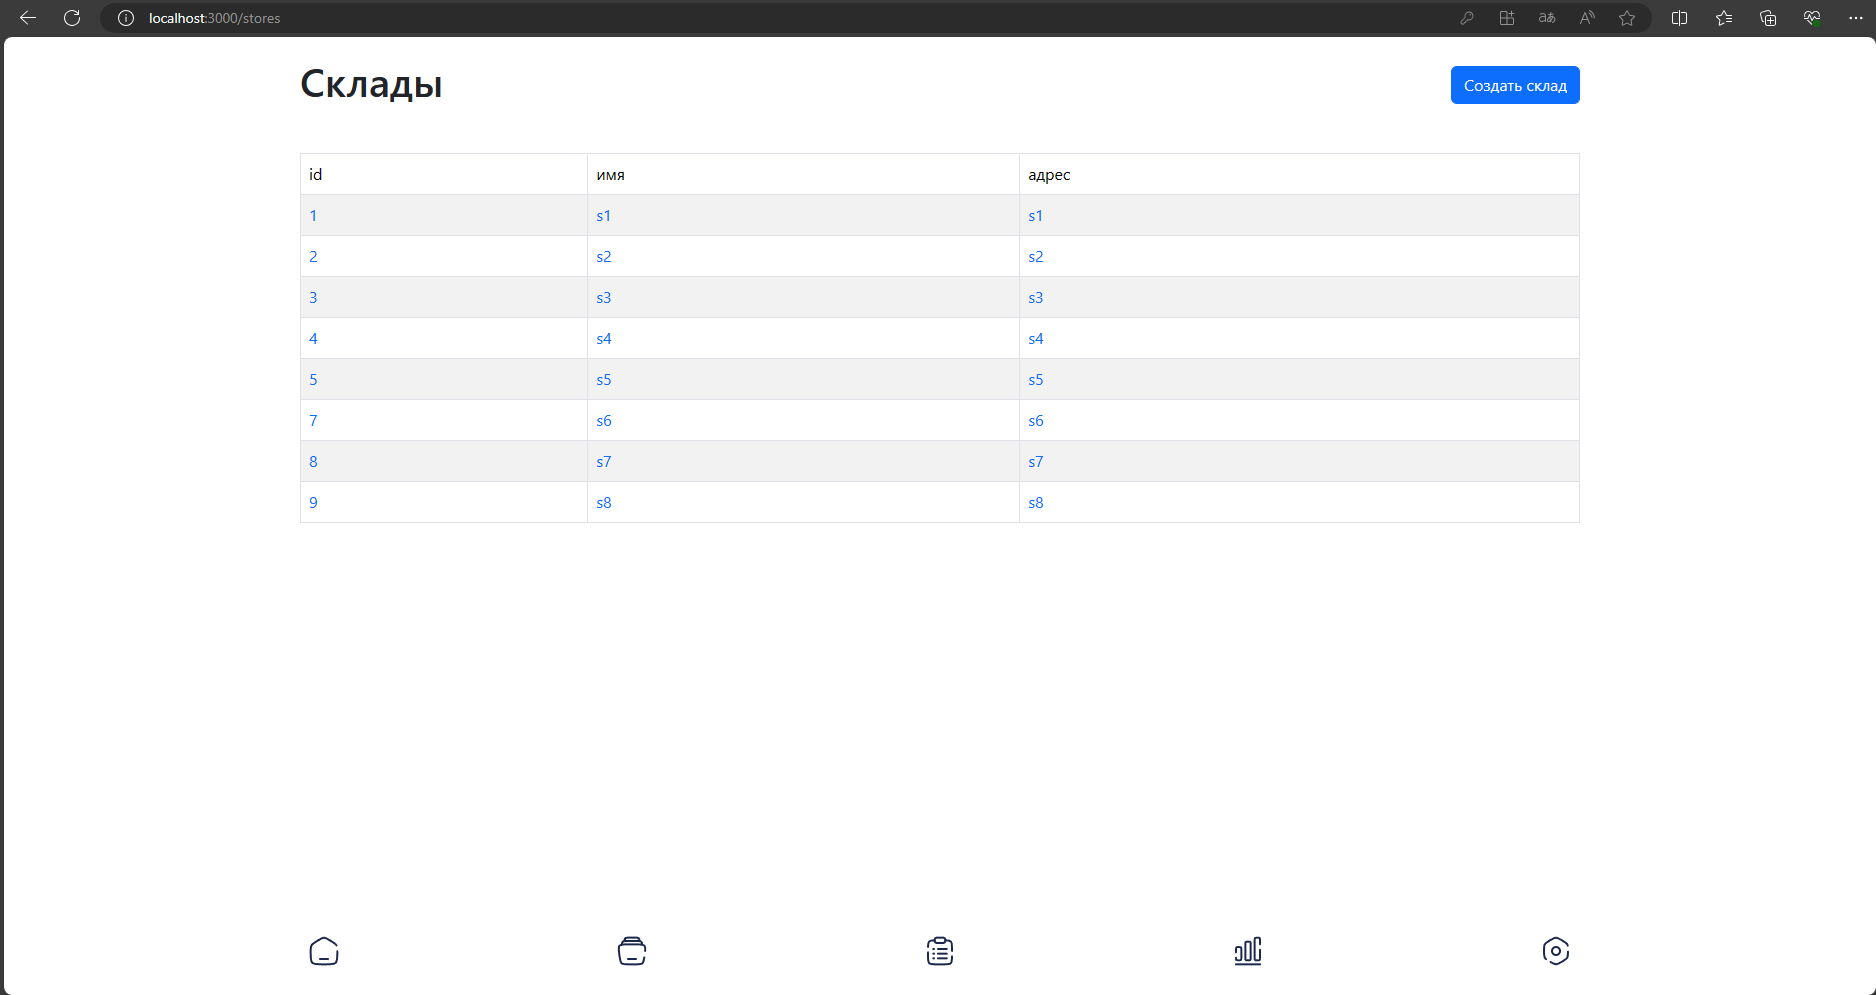 localhost:3000/stores
Склады
Создать склад
id имя адрес
1 s1 s1
2 s2 s2
3 s3 s3
4 s4 s4
5 s5 s5
7 s6 s6
8 s7 s7
9 s8 s8